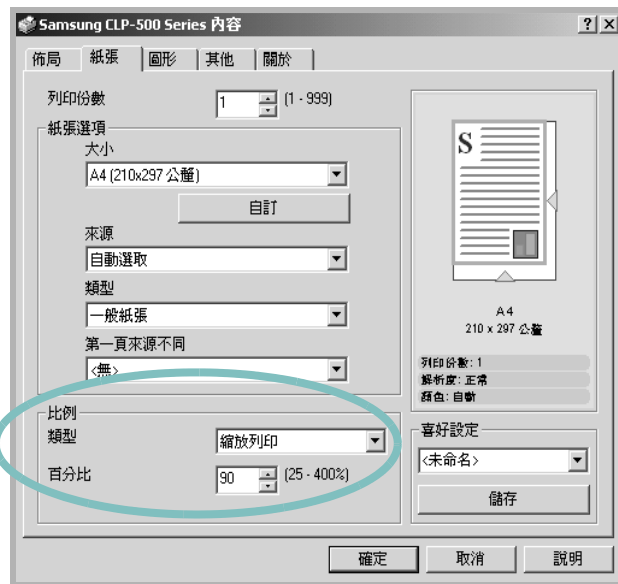 Samsung CLP-500 Series 內容
佈局 紙張 圖形 其他 關於
列印份數 1 (1 - 999)
紙張選項
大小
A4 (210x297 公釐)
自訂
來源
自動選取
類型
一般紙張
第一頁來源不同
<無>
S
A4
210 x 297 公釐
列印份數: 1
解析度: 正常
顏色: 自動
比例
類型 縮放列印
百分比 90 (25 - 400%)
喜好設定
<未命名>
儲存
確定 取消 說明